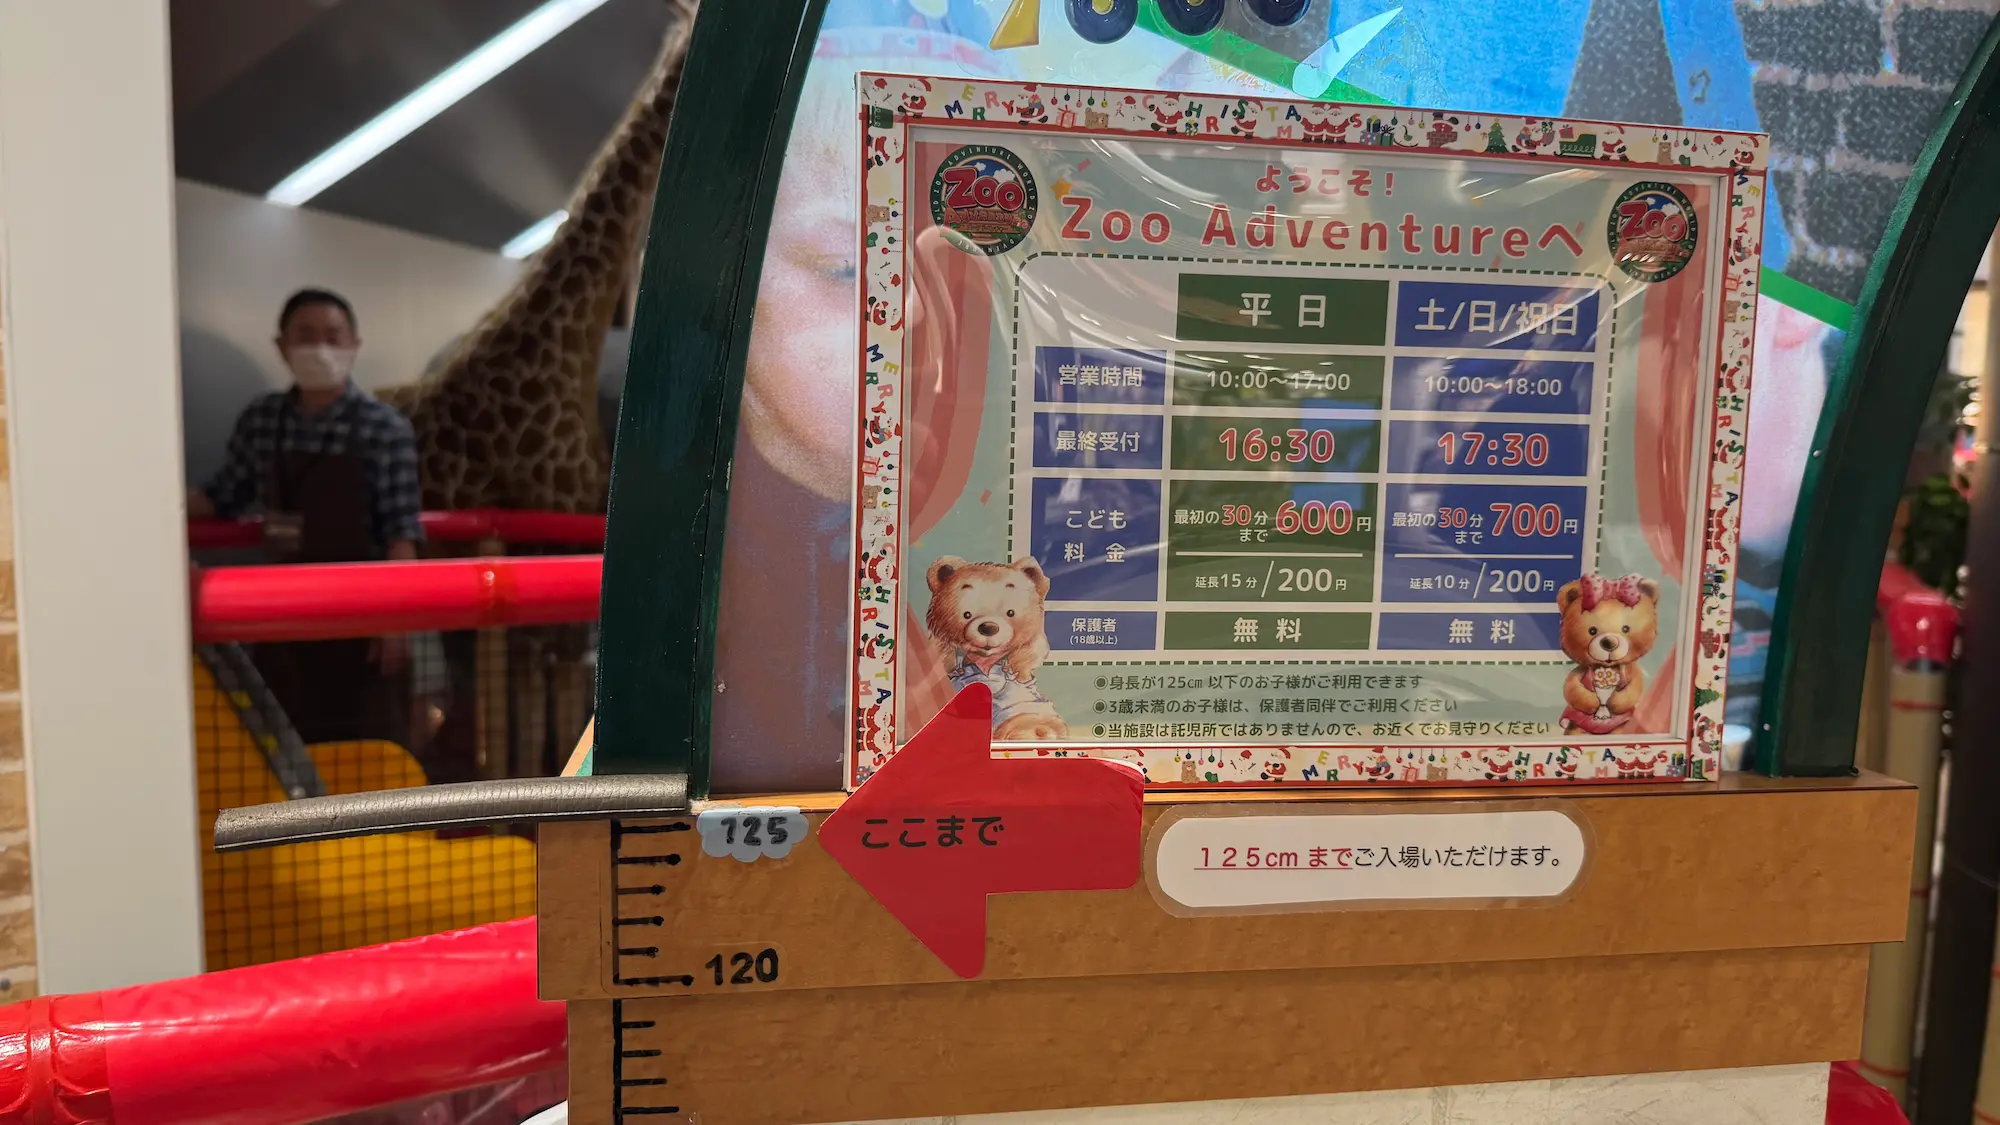 MERRY CHRISTMAS
ZOO
ZOO
ようこそ！
Zoo Adventureへ
平日
土/日/祝日
営業時間
10:00～17:00
10:00～18:00
最終受付
16:30
17:30
こども
料金
最初の30分まで600円
最初の30分まで700円
延長15分/200円
延長10分/200円
保護者
(18歳以上)
無料
無料
●身長が125cm以下のお子様がご利用できます
●3歳未満のお子様は、保護者同伴でご利用ください
●当施設は託児所ではありませんので、お近くでお見守りください
125
ここまで
125cmまでご入場いただけます。
120